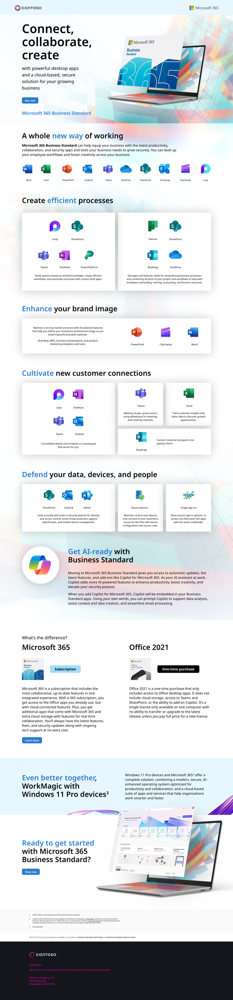 CONTOSO
Microsoft 365
Connect,
collaborate,
create
with powerful desktop apps
and a cloud-based, secure
solution for your growing
business
Buy now
Microsoft 365 Business Standard
Microsoft 365
Business
Standard
365
A whole new way of working
Microsoft 365 Business Standard can help equip your business with the latest productivity,
collaboration, and security apps and tools your business needs to grow securely. You can level up
your employee workflows and foster creativity across your business.
Word Excel PowerPoint Outlook Teams OneDrive SharePoint Exchange Clipchamp Loop
Create efficient processes
Loop SharePoint
Teams OneNote PowerPlatform
Build systems based on shared knowledge, create efficient
workflows, and automate processes with custom built apps.¹
Planner SharePoint
Bookings OneDrive
Get apps and features made for streamlining business processes
and combining all parts of your project and workflows to help with
employee onboarding, training, accounting, and human resources.
Enhance your brand image
Maintain a strong market presence with AI-powered features
that help you define your business's professional image as you
build impactful branded materials.
Branding, RFPs, business presentations, and product
marketing templates and tools.
PowerPoint Clipchamp Word
Cultivate new customer connections
Loop OneNote
Teams Outlook
Consolidate details and timelines in a workspace
that works for you.
Teams
Meeting recaps, guest access,
using whiteboard in meetings,
and creating channels.
Excel
Track customer insights and
other data to discover growth
opportunities.
Bookings
Convert customer prospects into
paying clients.
Defend your data, devices, and people
SharePoint Outlook Admin
Scale securely with built-in security policies for identity
and access control, email threat protection against
cyberthreats, and mobile device management.
Secure devices
Maintain control over devices
that connect to your business's
resources like files with device
configuration and access rules.
Single sign-on
More secure sign-in options to
access non-Microsoft 365 apps
with the same credentials.
Get AI-ready with
Business Standard
Moving to Microsoft 365 Business Standard gives you access to automatic updates, the
latest features, and add-ons like Copilot for Microsoft 365. As your AI assistant at work,
Copilot adds more AI-powered features to enhance productivity, boost creativity, and
elevate your security posture.
When you add Copilot for Microsoft 365, Copilot will be embedded in your Business
Standard apps. Using your own words, you can prompt Copilot to support data analysis,
assist content and idea creation, and streamline email processing.
What's the difference?
Microsoft 365
Microsoft 365
Business
Standard
365
Subscription
Microsoft 365 is a subscription that includes the
most collaborative, up-to-date features in one
integrated experience. With a 365 subscription, you
get access to the Office apps you already use, but
with cloud-connected features. Plus, you get
additional apps that come with Microsoft 365 and
extra cloud storage with features for real-time
collaboration. You'll always have the latest features,
fixes, and security updates along with ongoing
tech support at no extra cost.
Learn more
Office 2021
Microsoft
Office
Home & Business
One-time purchase
Office 2021 is a one-time purchase that only
includes access to Office desktop apps. It does not
include cloud storage, access to Teams and
SharePoint, or the ability to add-on Copilot. It's a
single license only available on one computer with
no ability to transfer or upgrade to the latest
release unless you pay full price for a new license.
Even better together,
WorkMagic with
Windows 11 Pro devices³
Windows 11 Pro devices and Microsoft 365³ offer a
complete solution, combining a modern, secure, AI-
enhanced operating system optimized for
productivity and collaboration, and a cloud-based
suite of apps and services that help organizations
work smarter and faster.
Welcome to Microsoft 365
Ready to get started
with Microsoft 365
Business Standard?
Shop now
1 Power Platform sold separately with Microsoft 365 Business Standard
2 Copilot for Microsoft 365 may not be available for all markets and languages. To purchase, enterprise customers must have a
license for Microsoft 365 E3 or E5 or Office 365 E3 or E5, and business customers must have a license for Microsoft 365 Business
Standard or Business Premium, or a version of these suites that no longer includes Microsoft Teams.
3 Sold separately
Microsoft 365 Business Standard is available in two editions: Business Standard with Teams and Business Standard without Teams.
CONTOSO
Privacy Policy
Identity and access management (IAM) can be modernized via a hybrid identity approach
Partner Company, Inc.
244 Street Ave.
Philadelphia, PA 19152